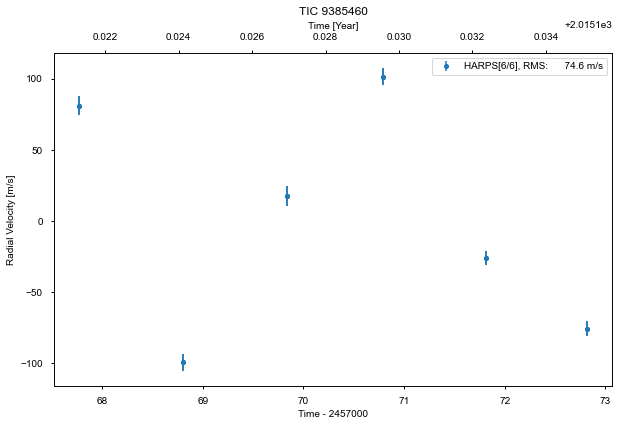 TIC 9385460
Time [Year]
+2.0151e3
0.022 0.024 0.026 0.028 0.030 0.032 0.034
HARPS[6/6], RMS: 74.6 m/s
100
50
0
−50
−100
Radial Velocity [m/s]
68 69 70 71 72 73
Time - 2457000